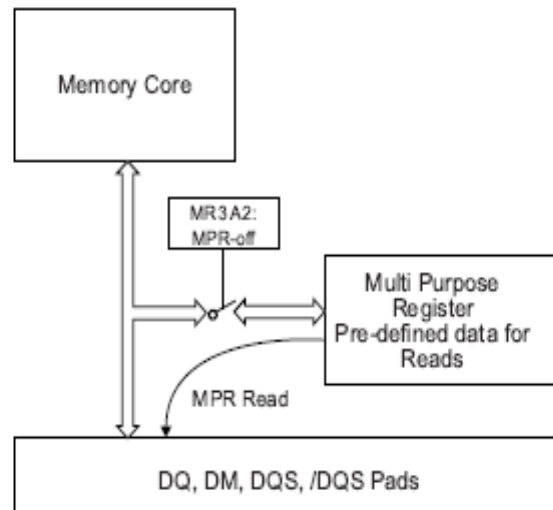 Memory Core
MR3A2:
MPR-off
Multi Purpose
Register
Pre-defined data for
Reads
MPR Read
DQ, DM, DQS, /DQS Pads